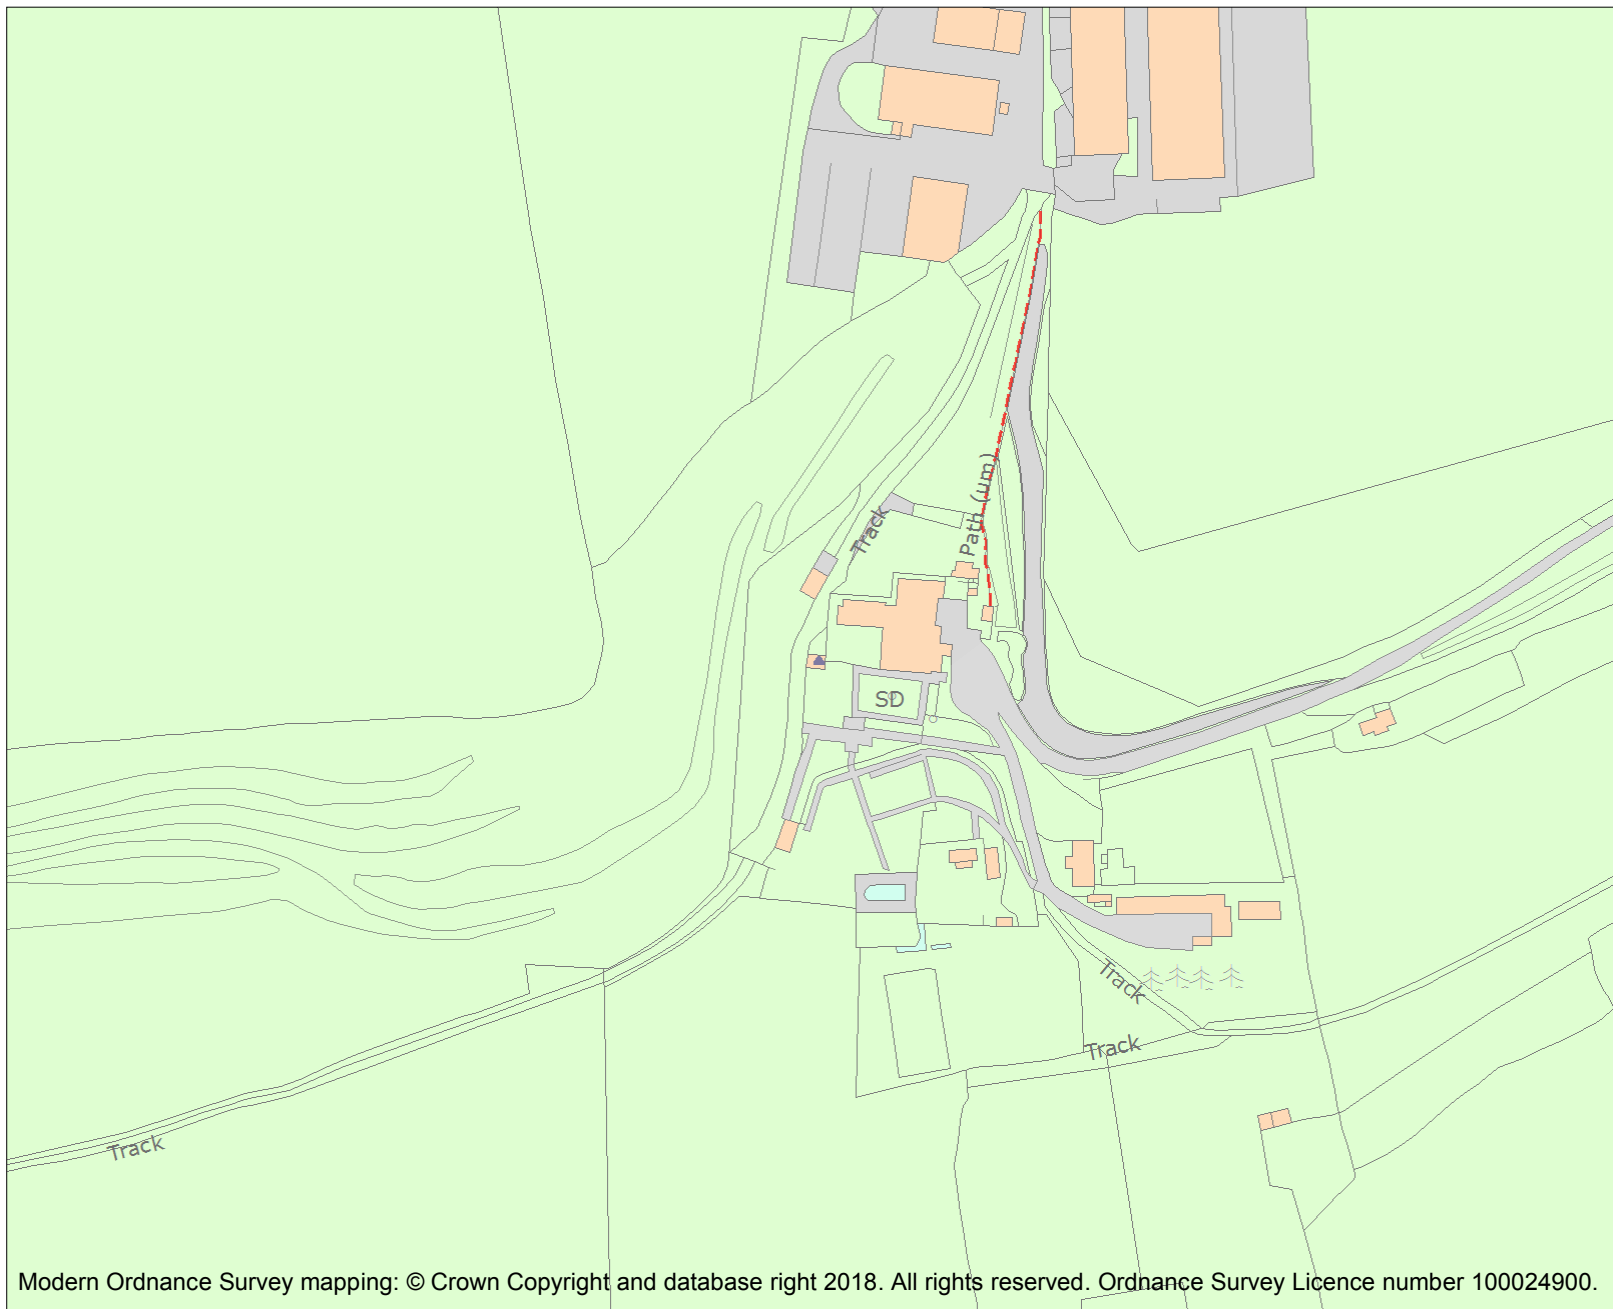 Path (um)
Track
SD
Track
Track
Track
Modern Ordnance Survey mapping: © Crown Copyright and database right 2018. All rights reserved. Ordnance Survey Licence number 100024900.